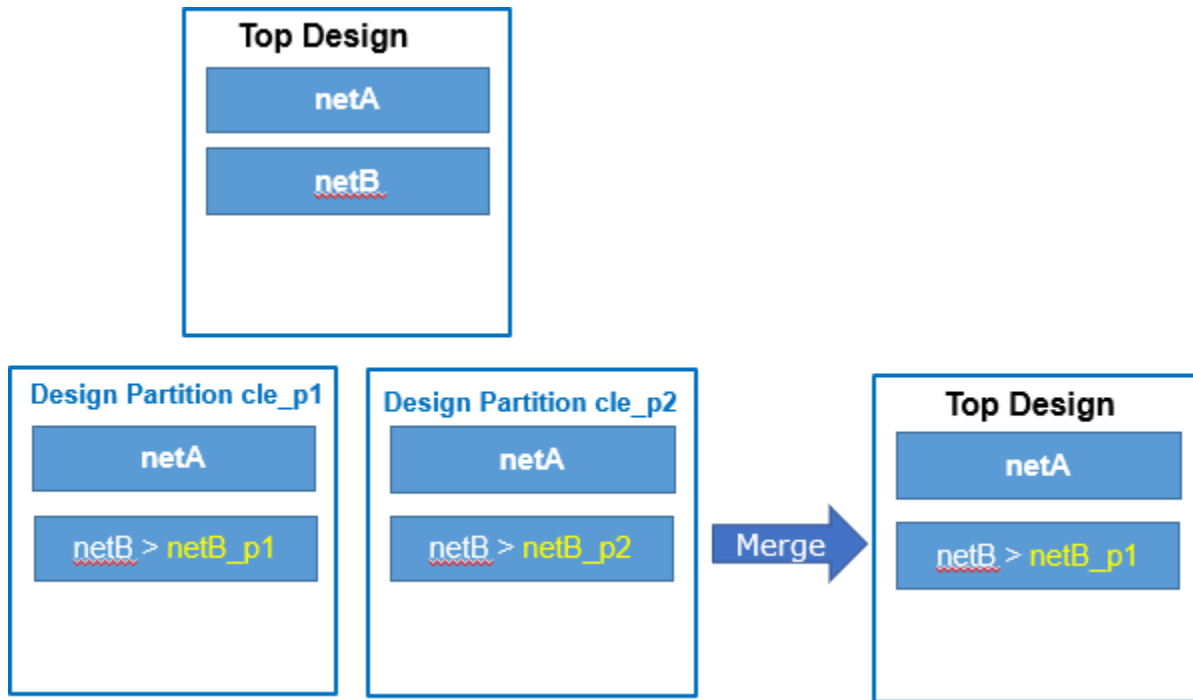 Top Design
netA
netB
Design Partition cle_p1
netA
netB > netB_p1
Design Partition cle_p2
netA
netB > netB_p2
Merge
Top Design
netA
netB > netB_p1